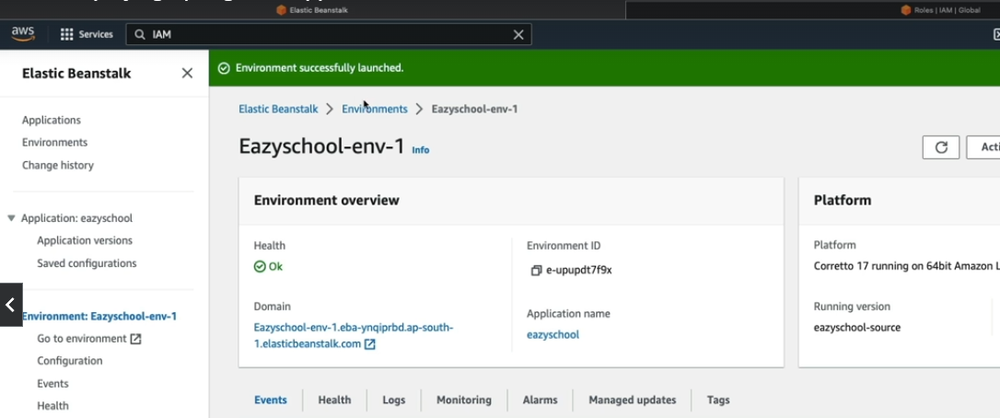 Elastic Beanstalk
Roles | IAM | Global
aws
Services
IAM
Elastic Beanstalk
Environment successfully launched.
Applications
Environments
Change history
Application: eazyschool
Application versions
Saved configurations
Environment: Eazyschool-env-1
Go to environment
Configuration
Events
Health
Elastic Beanstalk > Environments > Eazyschool-env-1
Eazyschool-env-1 Info
Acti
Environment overview
Health
Ok
Domain
Eazyschool-env-1.eba-ynqiprbd.ap-south-
1.elasticbeanstalk.com
Environment ID
e-upupdt7f9x
Application name
eazyschool
Platform
Platform
Corretto 17 running on 64bit Amazon L
Running version
eazyschool-source
Events
Health
Logs
Monitoring
Alarms
Managed updates
Tags